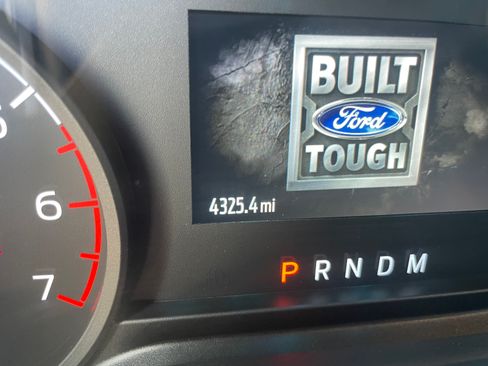 BUILT
Ford
TOUGH
4325.4 mi
6
7
P R N D M